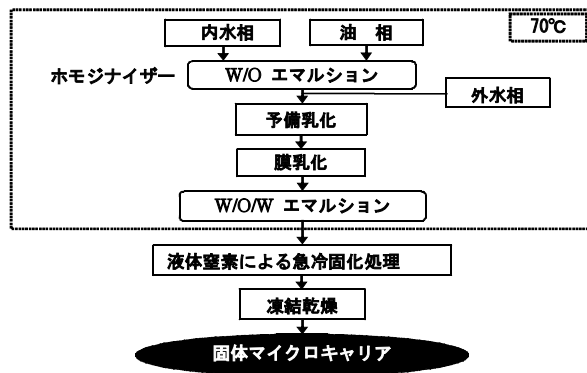 70℃
内水相
油 相
ホモジナイザー
W/O エマルション
外水相
予備乳化
膜乳化
W/O/W エマルション
液体窒素による急冷固化処理
凍結乾燥
固体マイクロキャリア